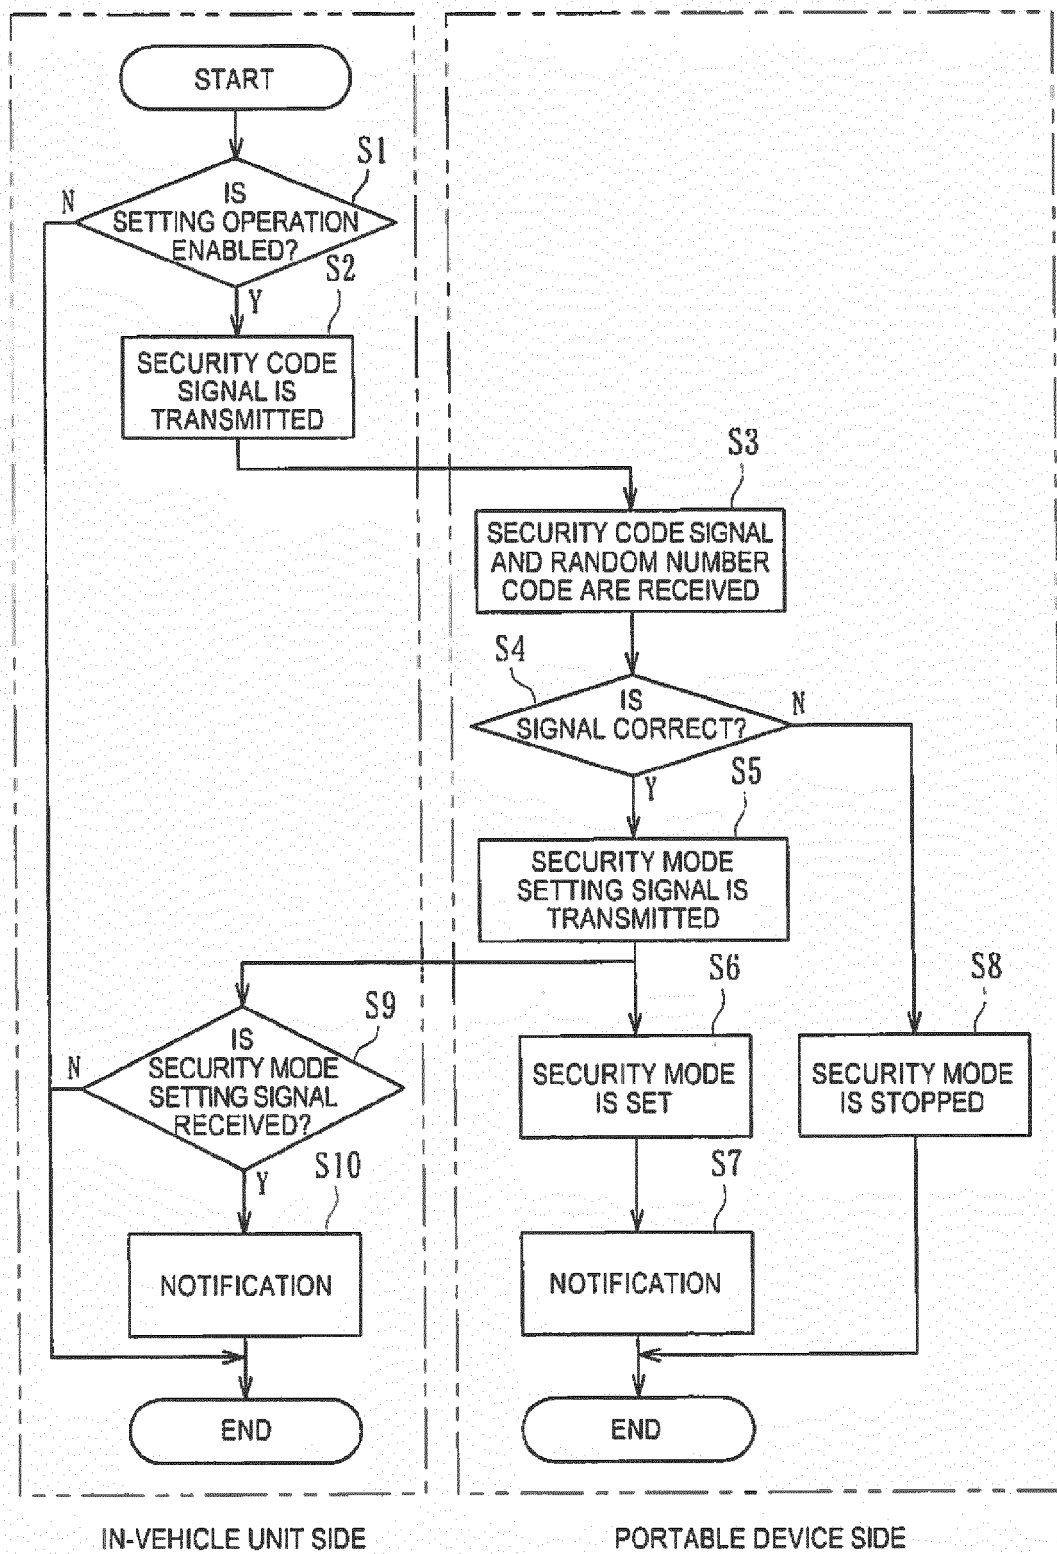 START
S1
N
IS
SETTING OPERATION
ENABLED?
S2
Y
SECURITY CODE
SIGNAL IS
TRANSMITTED
S3
SECURITY CODE SIGNAL
AND RANDOM NUMBER
CODE ARE RECEIVED
S4
IS
SIGNAL CORRECT?
N
S5
Y
SECURITY MODE
SETTING SIGNAL IS
TRANSMITTED
S6
S8
S9
IS
SECURITY MODE
SETTING SIGNAL
RECEIVED?
N
SECURITY MODE
IS SET
SECURITY MODE
IS STOPPED
S10
Y
S7
NOTIFICATION
NOTIFICATION
END
END
IN-VEHICLE UNIT SIDE
PORTABLE DEVICE SIDE